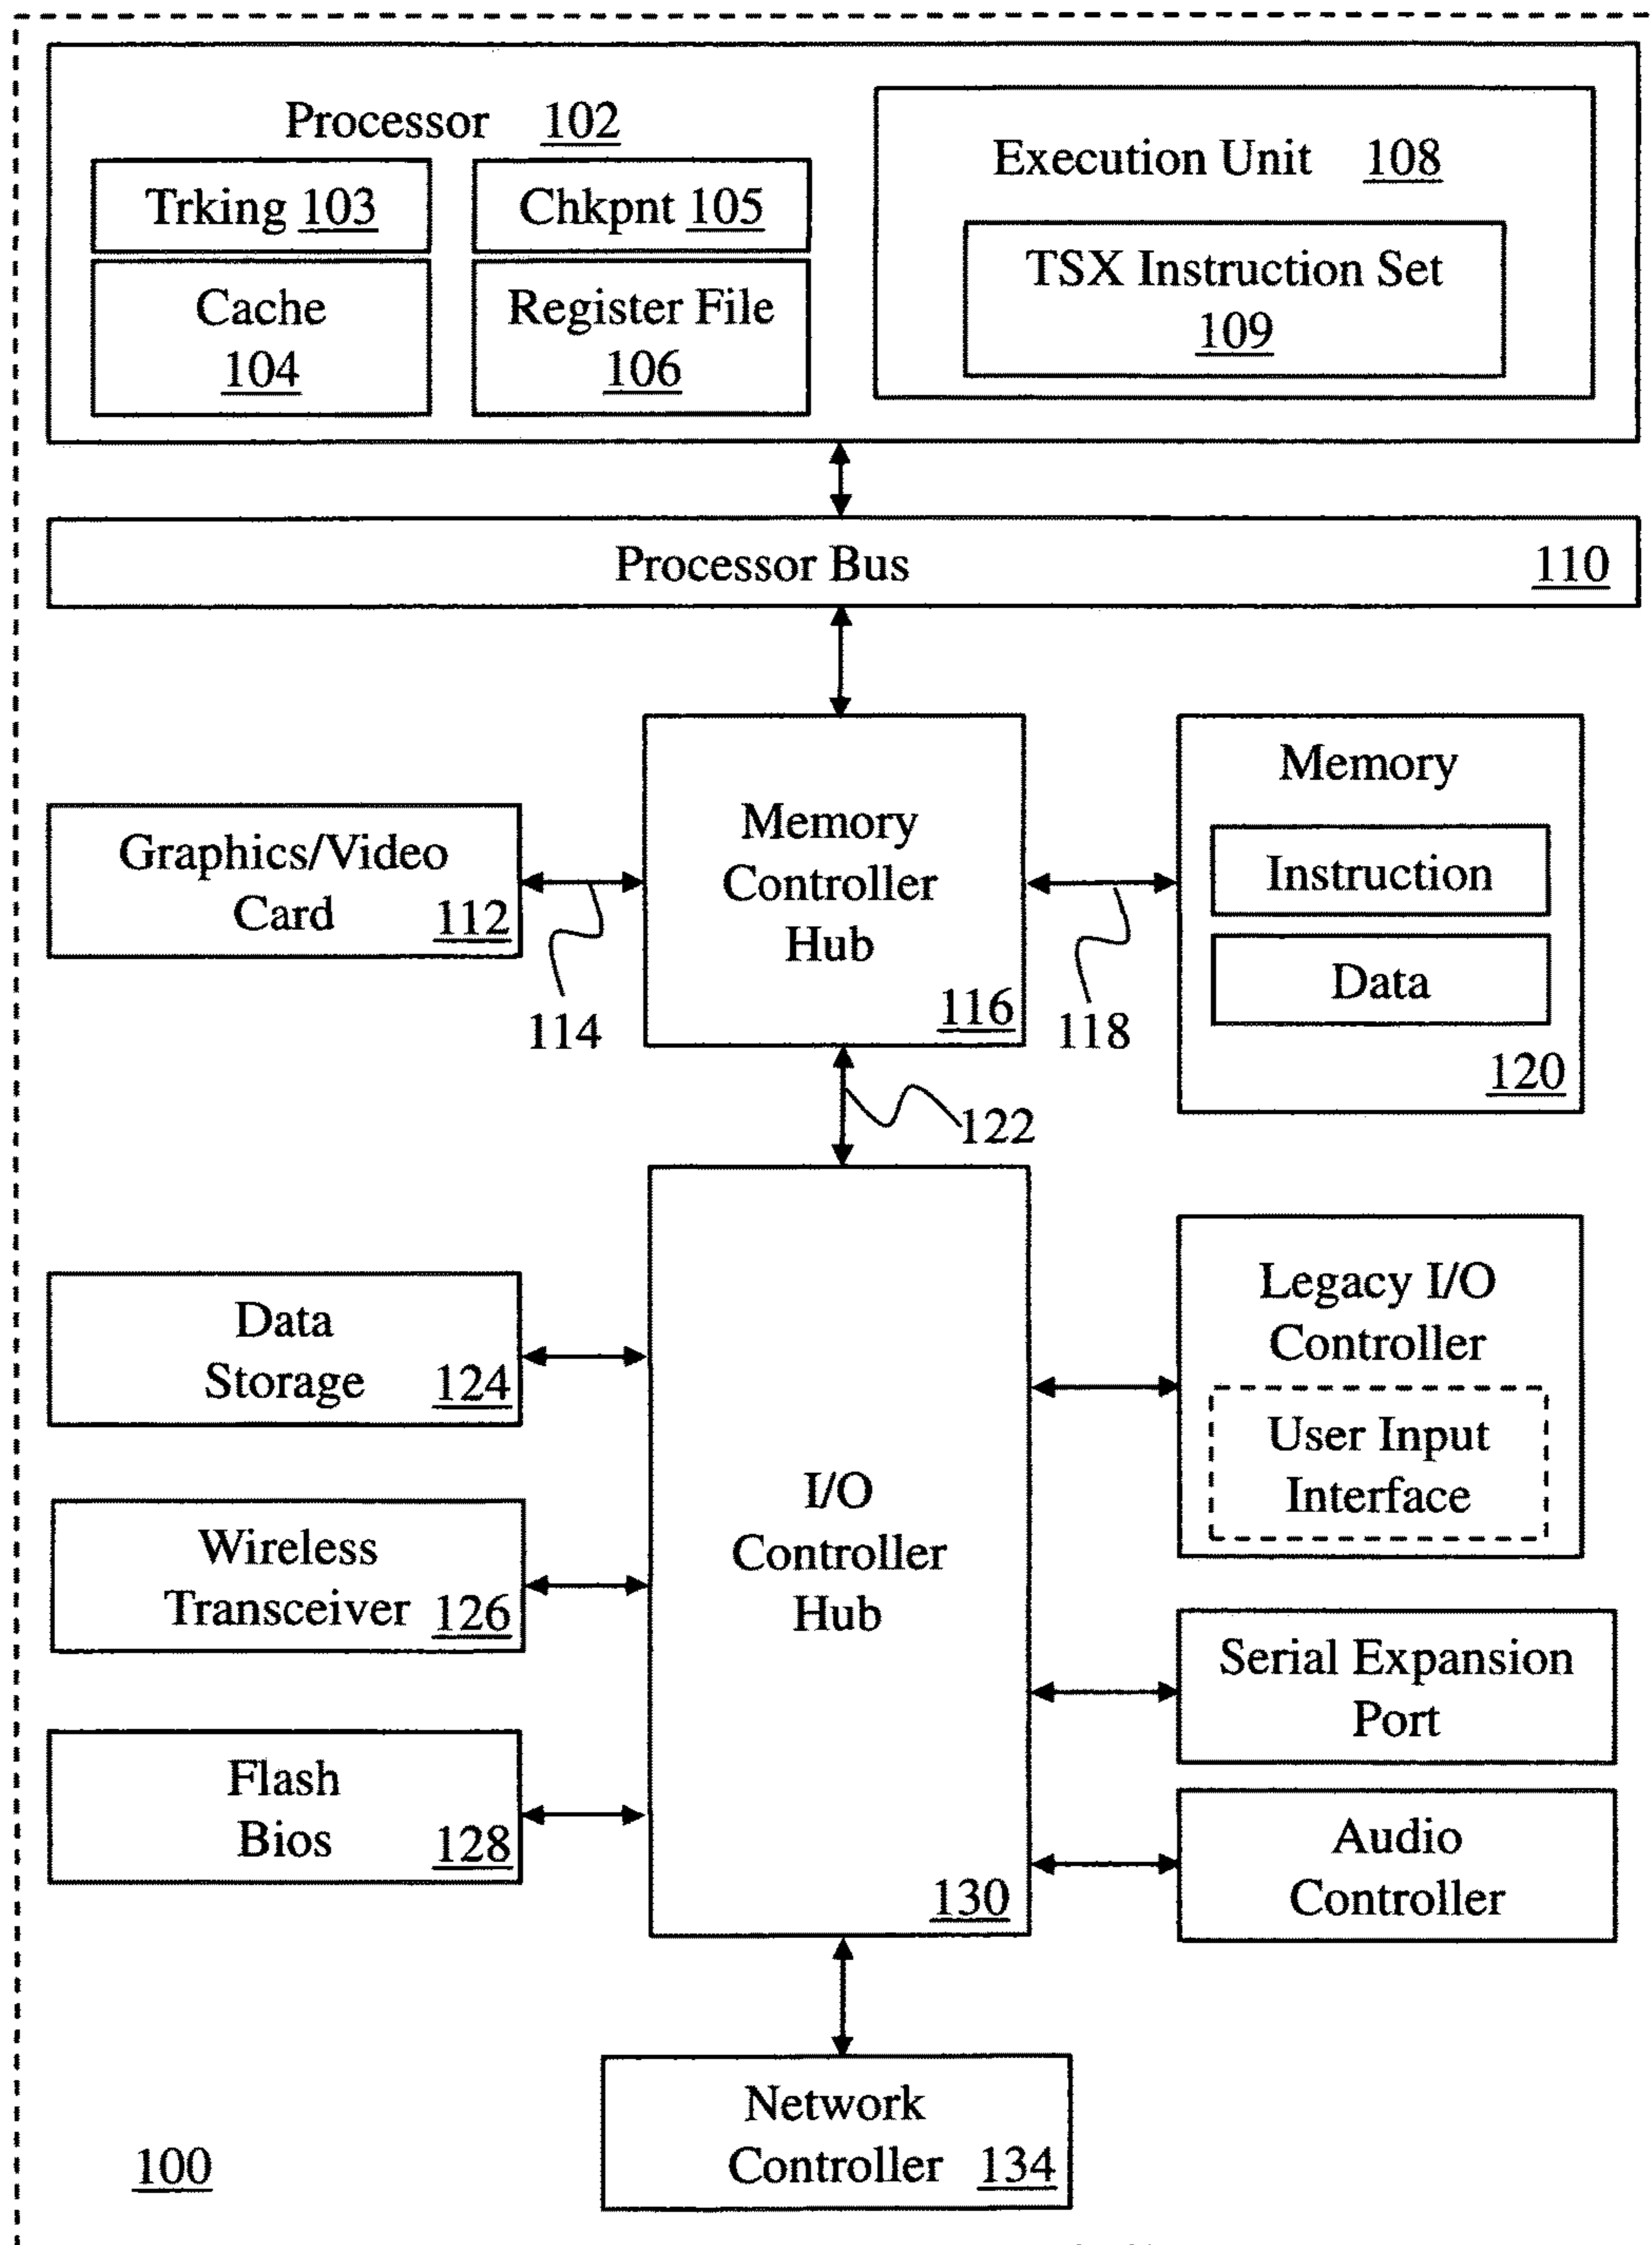 Processor 102
Execution Unit 108
Trking 103
Chkpnt 105
TSX Instruction Set
109
Cache
104
Register File
106
Processor Bus 110
Memory
Controller
Hub
116
Graphics/Video
Card 112
114
118
Memory
Instruction
Data
120
122
I/O
Controller
Hub
130
Data
Storage 124
Wireless
Transceiver 126
Flash
Bios 128
Legacy I/O
Controller
User Input
Interface
Serial Expansion
Port
Audio
Controller
Network
Controller 134
100